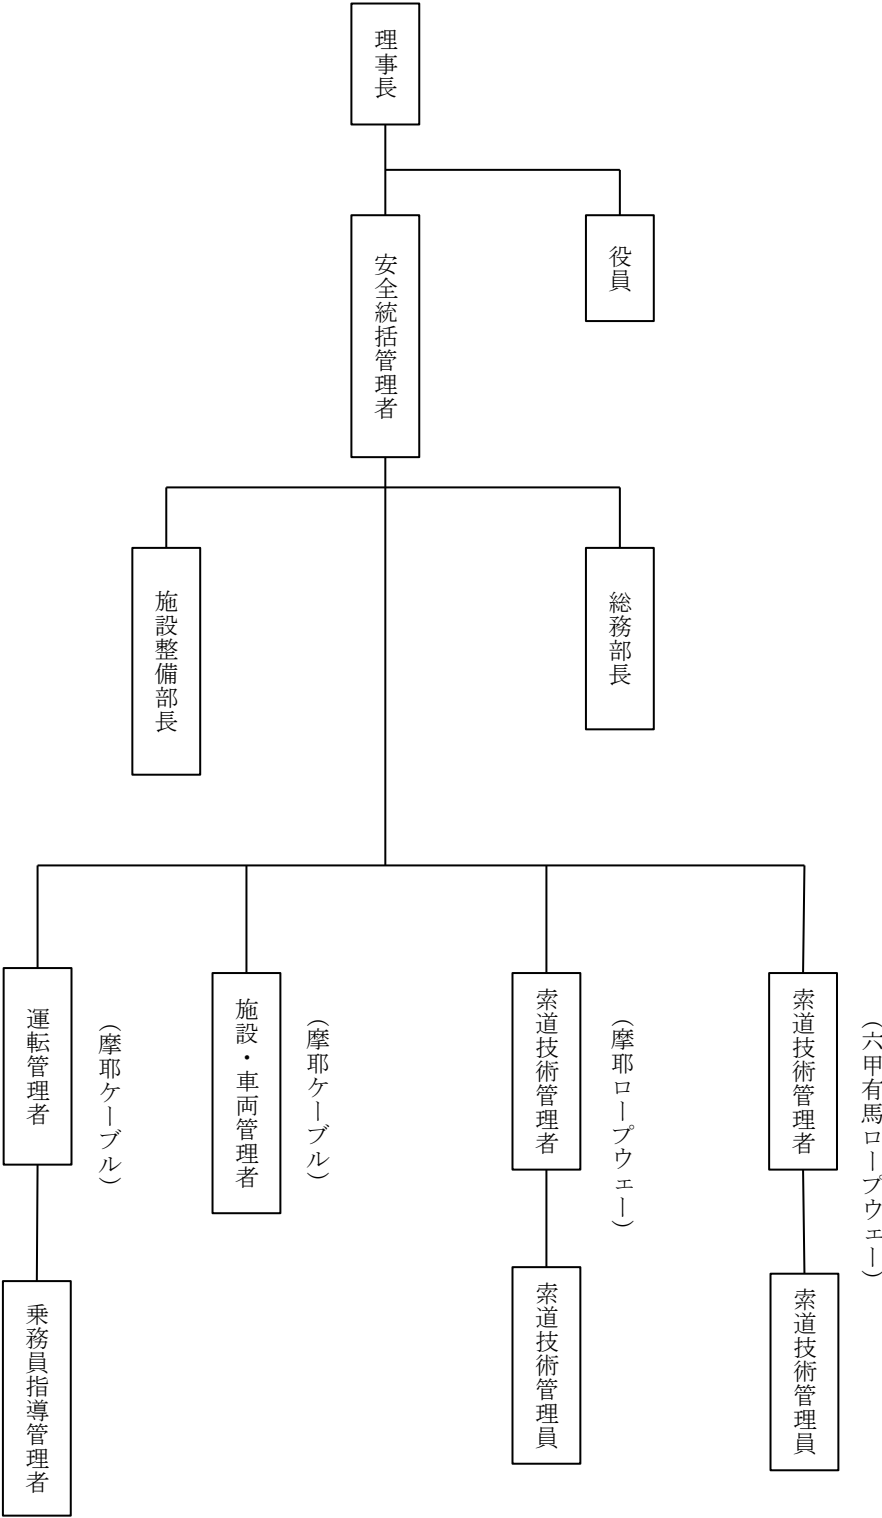 理事長
役員
安全統括管理者
総務部長
施設整備部長
(六甲有馬ロープウェー)
索道技術管理者
索道技術管理員
(摩耶ロープウェー)
索道技術管理者
索道技術管理員
(摩耶ケーブル)
施設・車両管理者
(摩耶ケーブル)
運転管理者
乗務員指導管理者